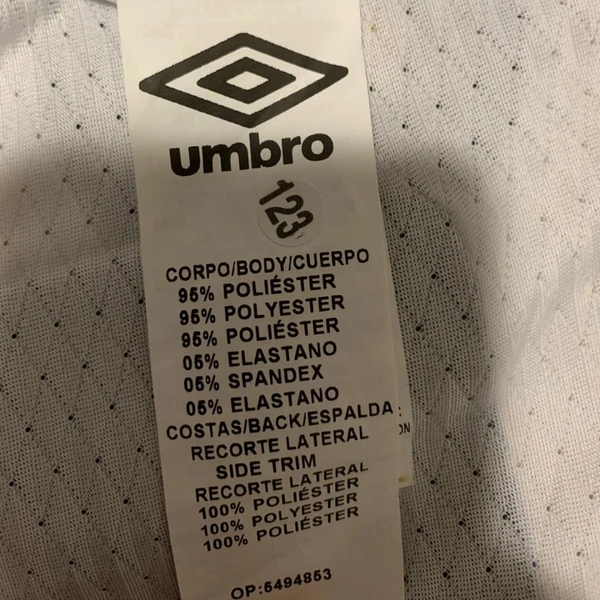 umbro
123
CORPO/BODY/CUERPO
95% POLIÉSTER
95% POLYESTER
95% POLIÉSTER
05% ELASTANO
05% SPANDEX
05% ELASTANO
COSTAS/BACK/ESPALDA
RECORTE LATERAL
SIDE TRIM
RECORTE LATERAL
100% POLIÉSTER
100% POLYESTER
100% POLIÉSTER
OP:5494853